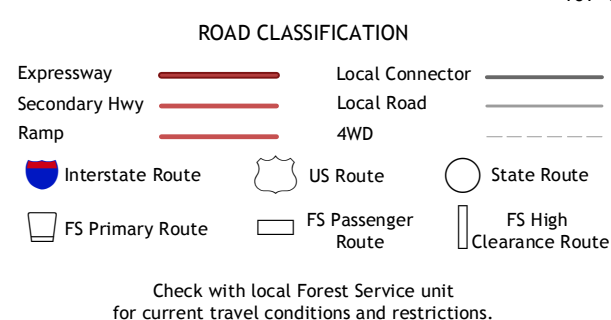 ROAD CLASSIFICATION
Expressway
Local Connector
Secondary Hwy
Local Road
Ramp
4WD
Interstate Route
US Route
State Route
FS Primary Route
FS Passenger
Route
FS High
Clearance Route
Check with local Forest Service unit
for current travel conditions and restrictions.